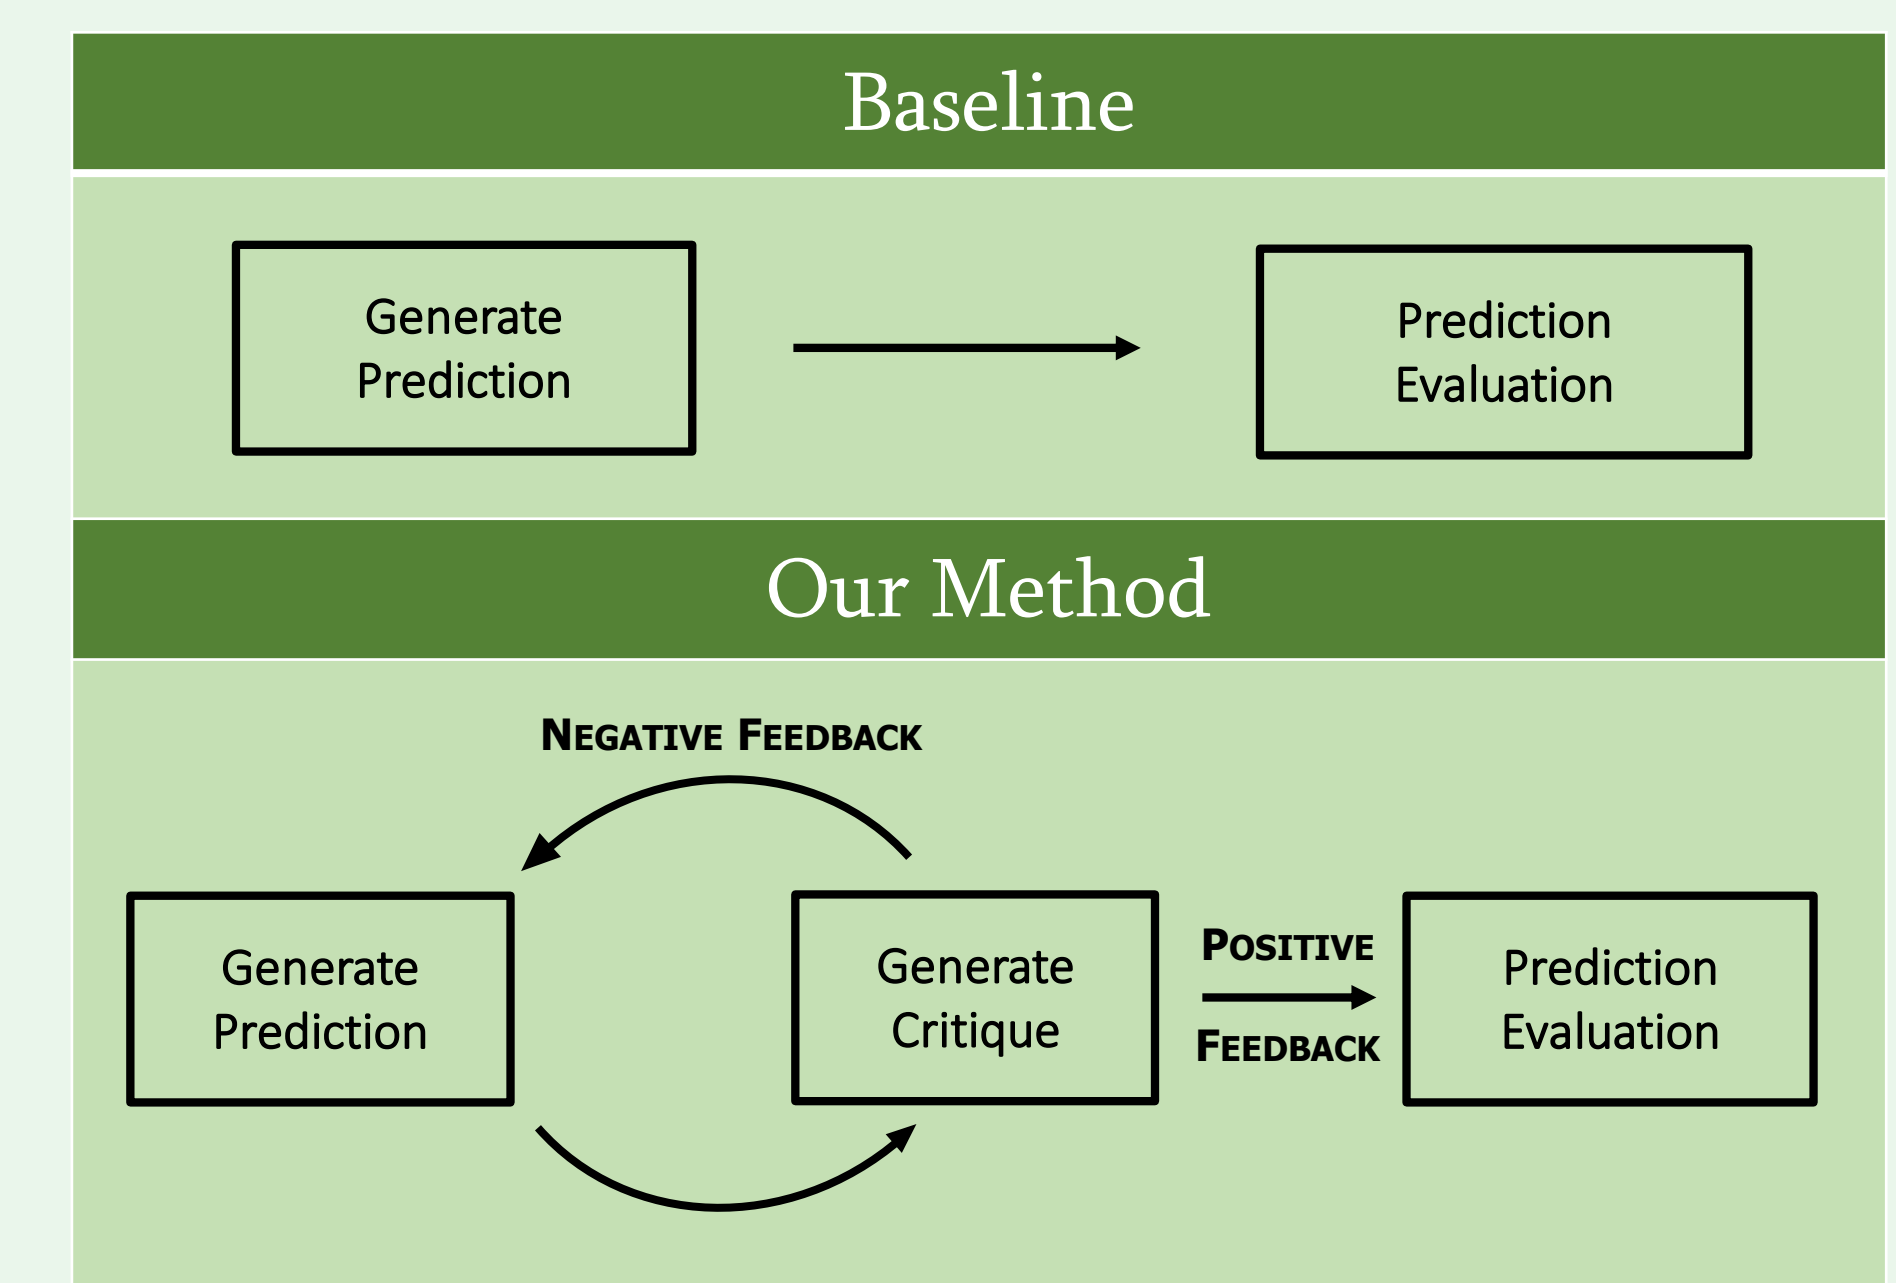 Baseline
Generate
Prediction
Prediction
Evaluation
Our Method
NEGATIVE FEEDBACK
Generate
Prediction
Generate
Critique
POSITIVE
FEEDBACK
Prediction
Evaluation